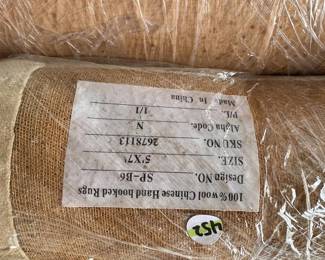 100% wool Chinese Hand hooked Rugs
Design NO. SP-B6
SIZE. 5'X7'
SKU NO. 2678113
Alpha Code. N
P/L. 1/1
Made In China
452